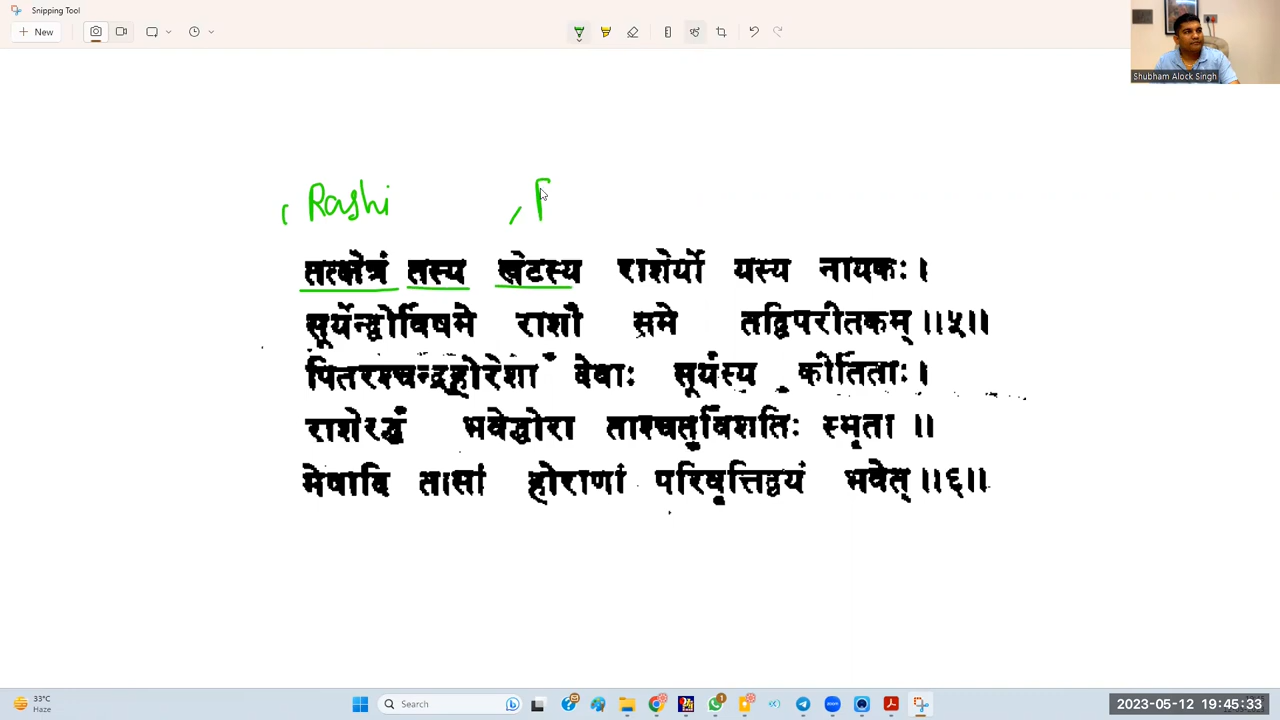 Snipping Tool
New
Shubham Alock Singh
Rashi
तत्क्षेत्रं तस्य खेटस्य राशेर्यो यस्य नायकः।
सूर्येन्द्वोर्विषमे राशौ समे तद्विपरीतकम्॥५॥
पितरश्चन्द्रहोरेशा देवाः सूर्यस्य कीर्तिताः।
राशेरर्द्धं भवेद्धोरा ताश्चतुर्विंशतिः स्मृता॥
मेषादि तासां होराणां परिवृत्तिद्वयं भवेत्॥६॥
33°C
Haze
Search
2023-05-12 19:45:33